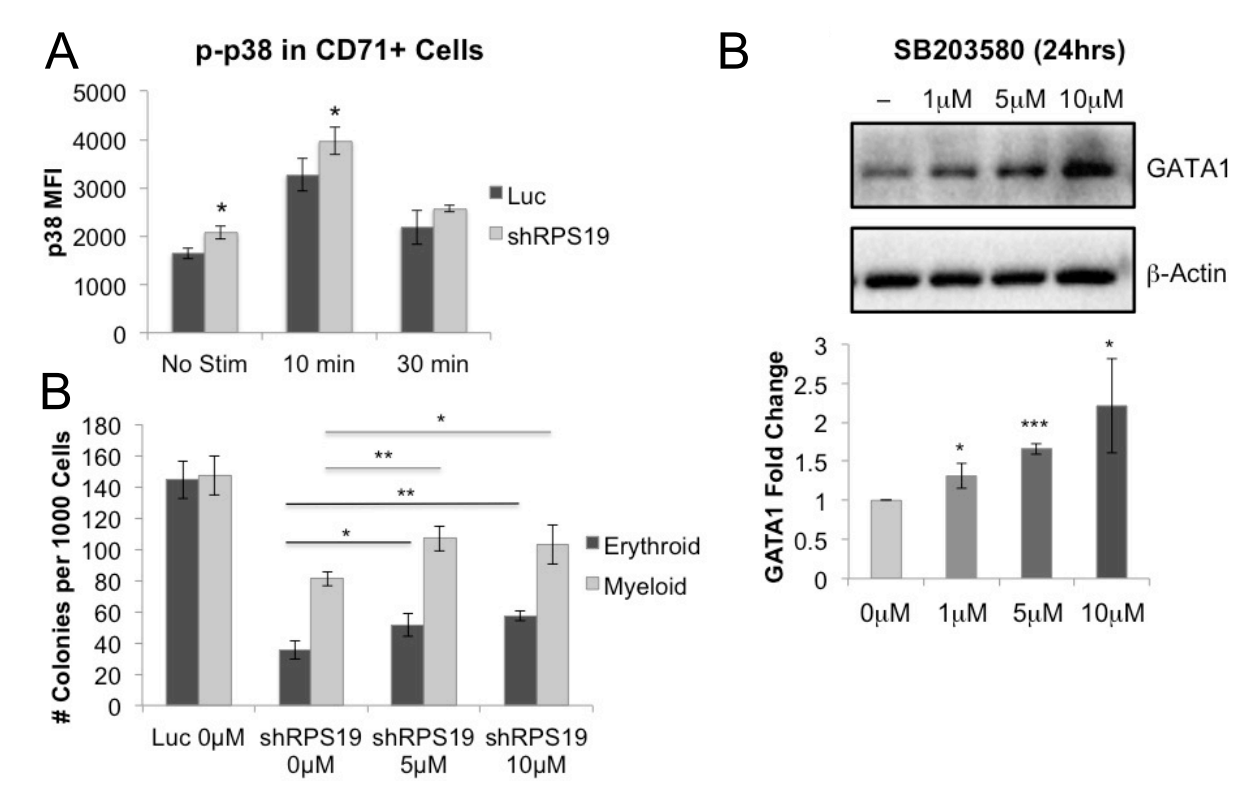 A
p-p38 in CD71+ Cells
p38 MFI
5000
4000
3000
2000
1000
0
*
*
Luc
shRPS19
No Stim
10 min
30 min
B
# Colonies per 1000 Cells
180
160
140
120
100
80
60
40
20
0
*
**
**
*
Erythroid
Myeloid
Luc 0µM
shRPS19 0µM
shRPS19 5µM
shRPS19 10µM
B
SB203580 (24hrs)
– 1µM 5µM 10µM
GATA1
β-Actin
GATA1 Fold Change
3
2.5
2
1.5
1
0.5
0
*
***
*
0µM
1µM
5µM
10µM